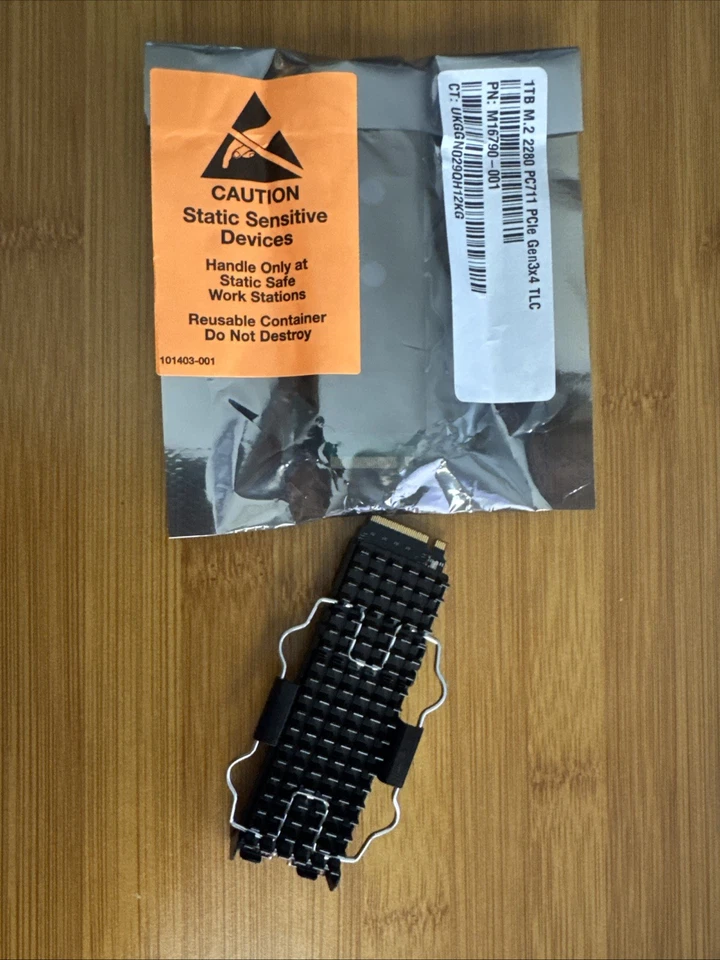 CAUTION
Static Sensitive
Devices
Handle Only at
Static Safe
Work Stations
Reusable Container
Do Not Destroy
101403-001
1TB M.2 2280 PC711 PCIe Gen3x4 TLC
PN: M16790-001
CT: UKGGN029QH12KG